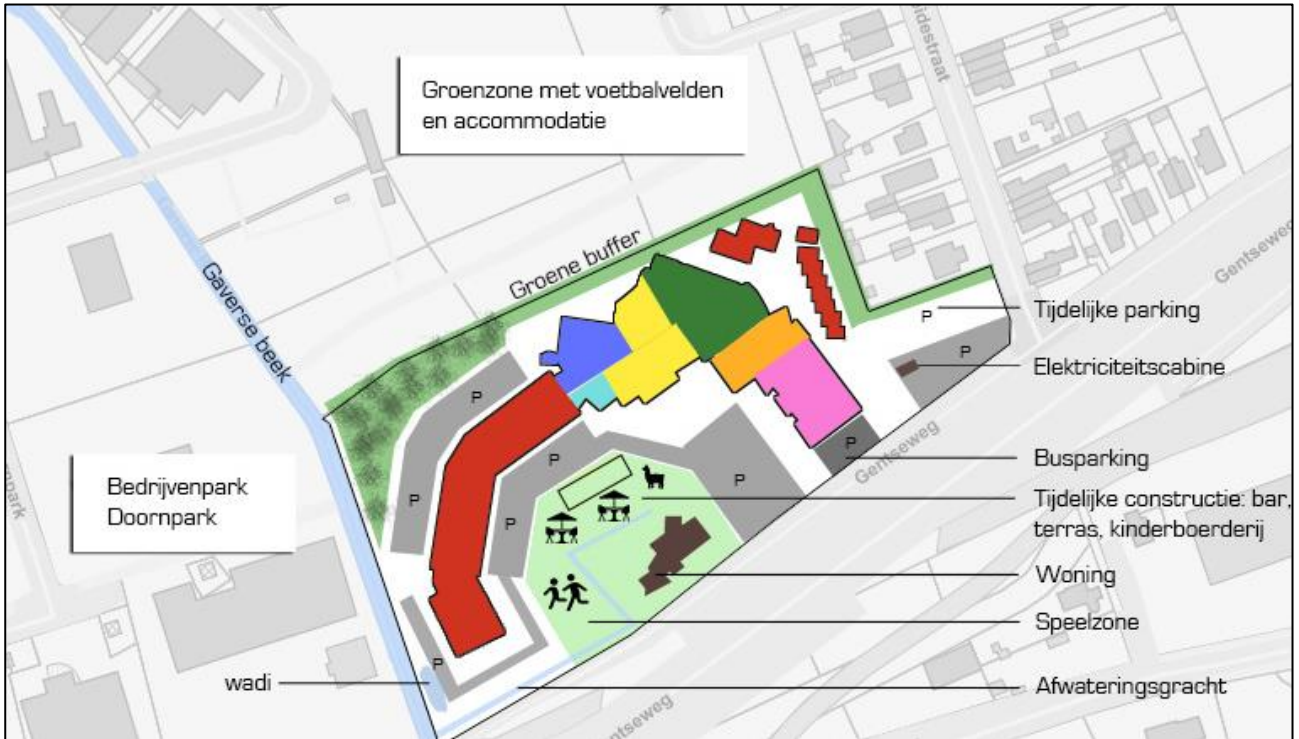 Groenzone met voetbalvelden
en accommodatie
Gentseweg
Groene buffer
Gaverse beek
P
Tijdelijke parking
P
Elektriciteitscabine
P
Gentseweg
P
Busparking
P
P
P
Bedrijvenpark
Doornpark
P
Tijdelijke constructie: bar,
terras, kinderboerderij
Woning
Speelzone
P
wadi
Afwateringsgracht